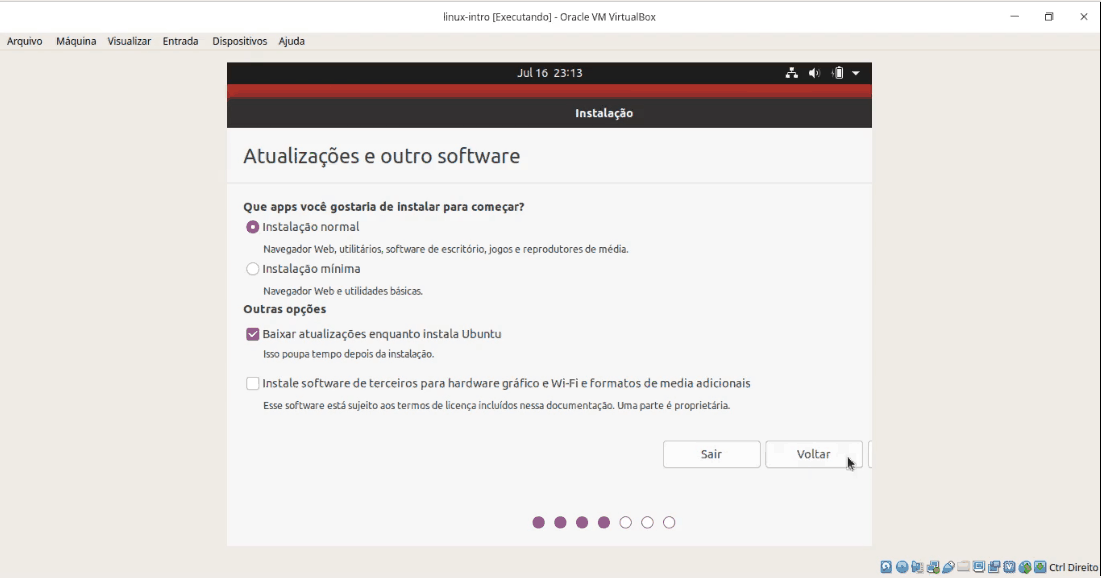 linux-intro [Executando] - Oracle VM VirtualBox
Arquivo Máquina Visualizar Entrada Dispositivos Ajuda
Jul 16 23:13
Instalação
Atualizações e outro software
Que apps você gostaria de instalar para começar?
Instalação normal
Navegador Web, utilitários, software de escritório, jogos e reprodutores de média.
Instalação mínima
Navegador Web e utilidades básicas.
Outras opções
Baixar atualizações enquanto instala Ubuntu
Isso poupa tempo depois da instalação.
Instale software de terceiros para hardware gráfico e Wi-Fi e formatos de media adicionais
Esse software está sujeito aos termos de licença incluídos nessa documentação. Uma parte é proprietária.
Sair Voltar
Ctrl Direito